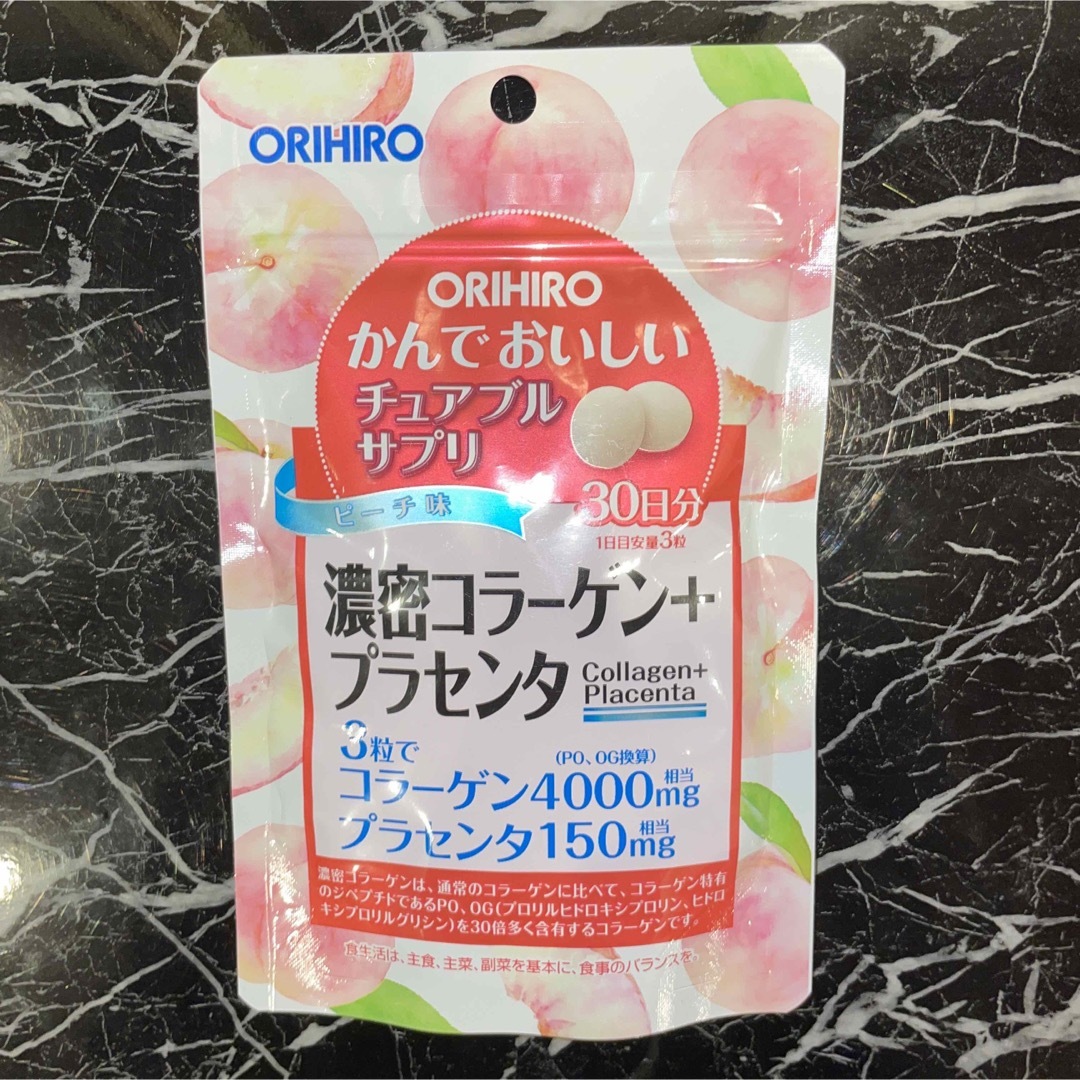 ORIHIRO
ORIHIRO
かんでおいしい
チュアブル
サプリ
ピーチ味
30日分
1日目安量3粒
濃密コラーゲン+
プラセンタ
Collagen+
Placenta
3粒で
(PO、OG換算)
コラーゲン4000mg相当
プラセンタ150mg相当
濃密コラーゲンは、通常のコラーゲンに比べて、コラーゲン特有
のジペプチドであるPO、OG(プロリルヒドロキシプロリン、ヒドロ
キシプロリルグリシン)を30倍多く含有するコラーゲンです。
食生活は、主食、主菜、副菜を基本に、食事のバランスを。